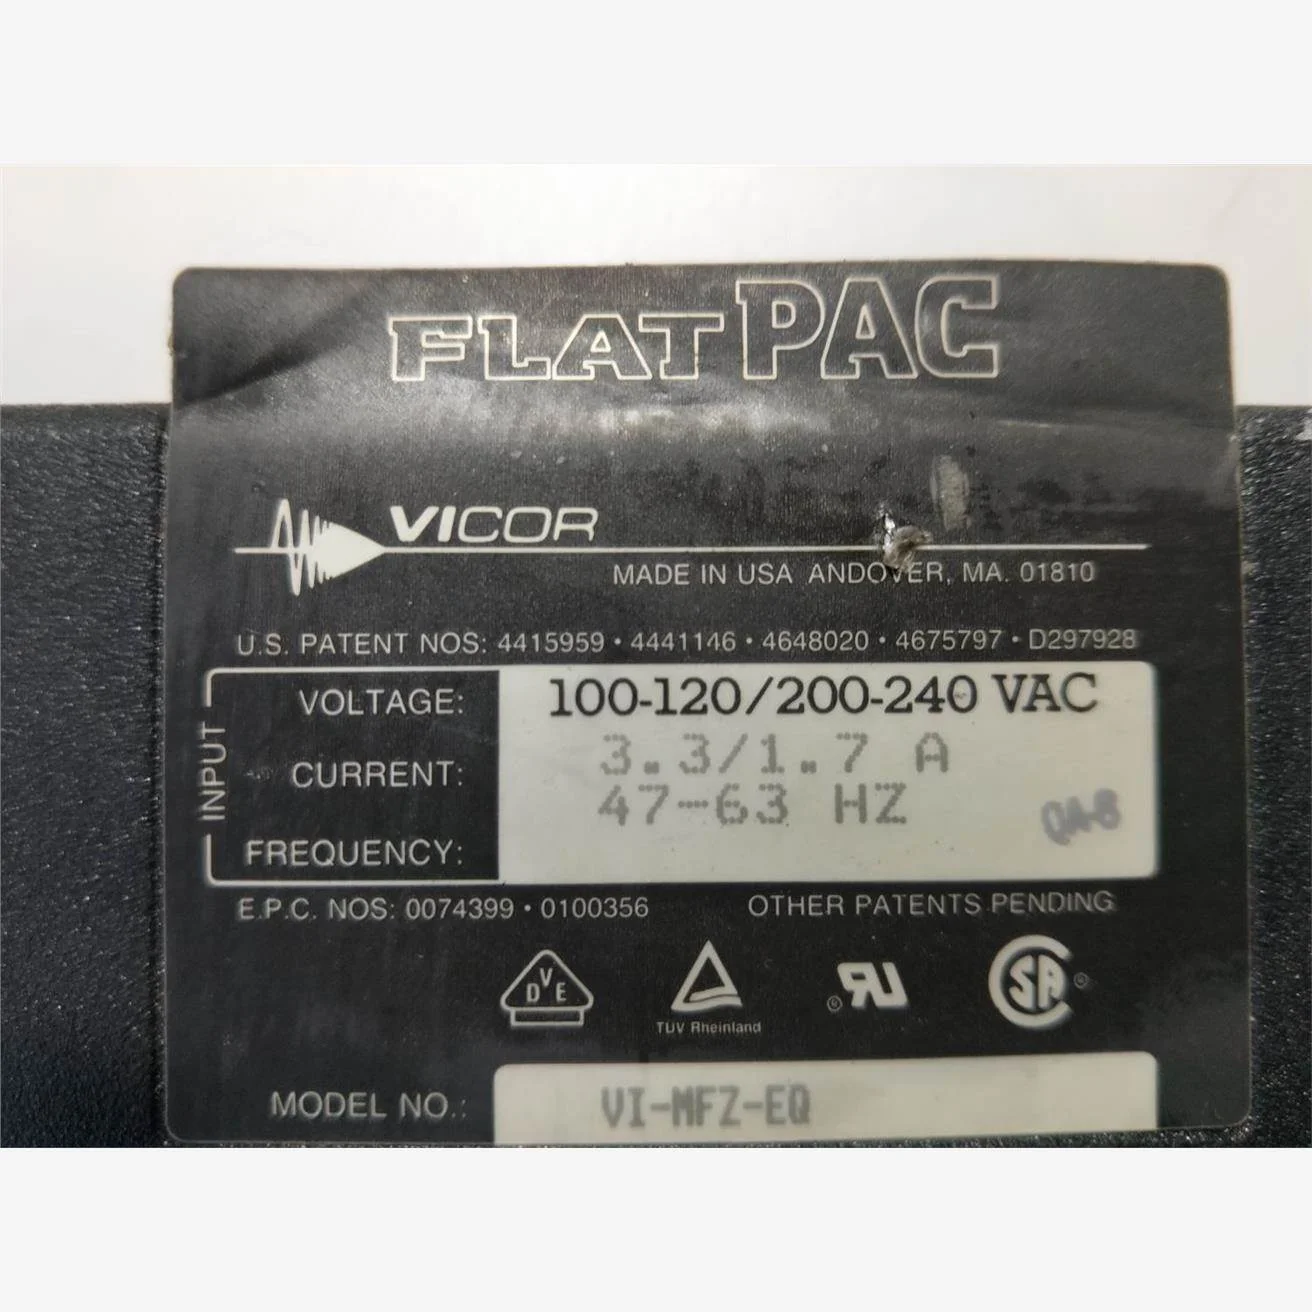 FLATPAC
VICOR
MADE IN USA ANDOVER, MA. 01810
U.S. PATENT NOS: 4415959 • 4441146 • 4648020 • 4675797 • D297928
INPUT
VOLTAGE: 100-120/200-240 VAC
CURRENT: 3.3/1.7 A
FREQUENCY: 47-63 HZ
QA-8
E.P.C. NOS: 0074399 • 0100356 OTHER PATENTS PENDING
DVE
TÜV Rheinland
RU ®
SA ®
MODEL NO.: VI-MFZ-EQ